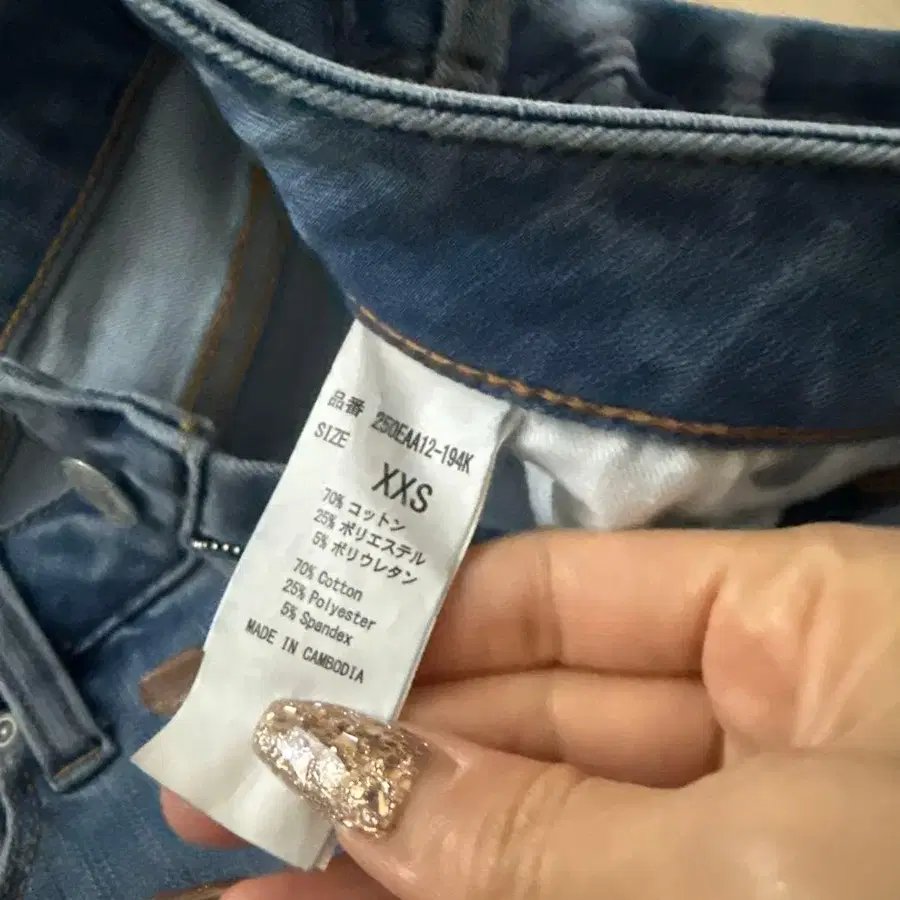 品番 250EAA12-194K
SIZE
XXS
70% コットン
25% ポリエステル
5% ポリウレタン
70% Cotton
25% Polyester
5% Spandex
MADE IN CAMBODIA